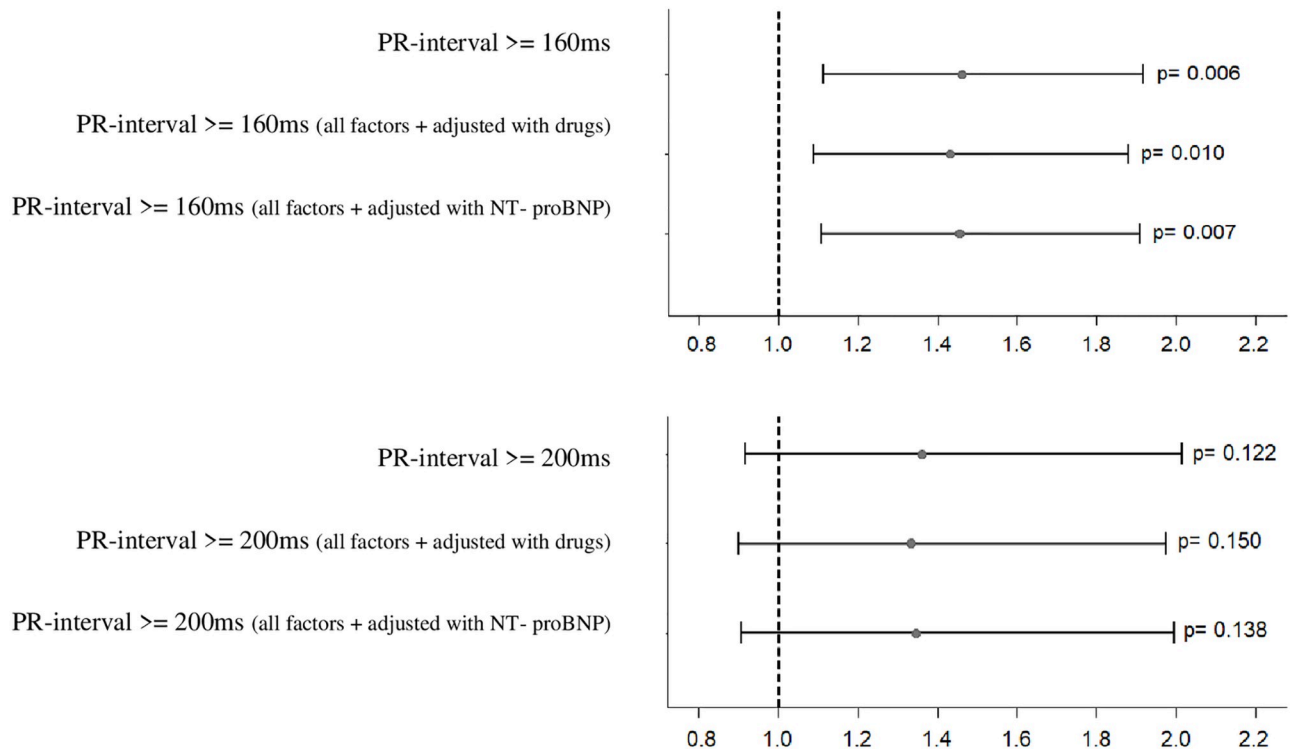 PR-interval >= 160ms
p= 0.006
PR-interval >= 160ms (all factors + adjusted with drugs)
p= 0.010
PR-interval >= 160ms (all factors + adjusted with NT- proBNP)
p= 0.007
0.8 1.0 1.2 1.4 1.6 1.8 2.0 2.2
PR-interval >= 200ms
p= 0.122
PR-interval >= 200ms (all factors + adjusted with drugs)
p= 0.150
PR-interval >= 200ms (all factors + adjusted with NT- proBNP)
p= 0.138
0.8 1.0 1.2 1.4 1.6 1.8 2.0 2.2